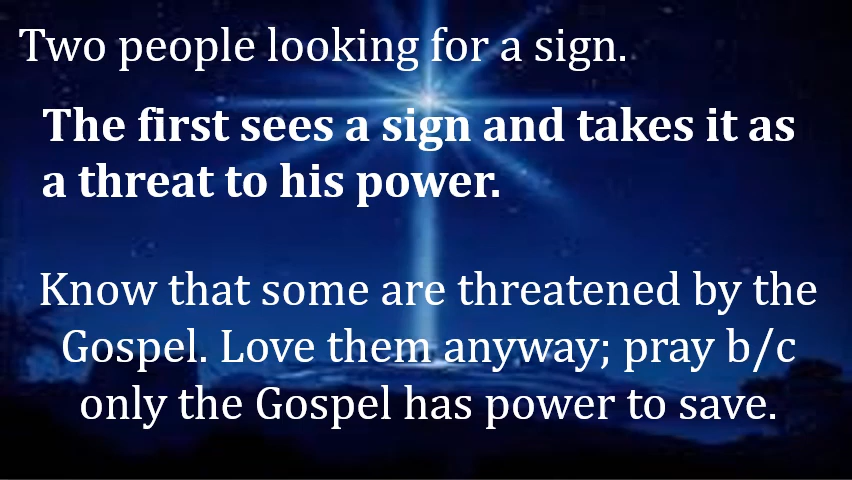 Two people looking for a sign.
The first sees a sign and takes it as
a threat to his power.
Know that some are threatened by the
Gospel. Love them anyway; pray b/c
only the Gospel has power to save.